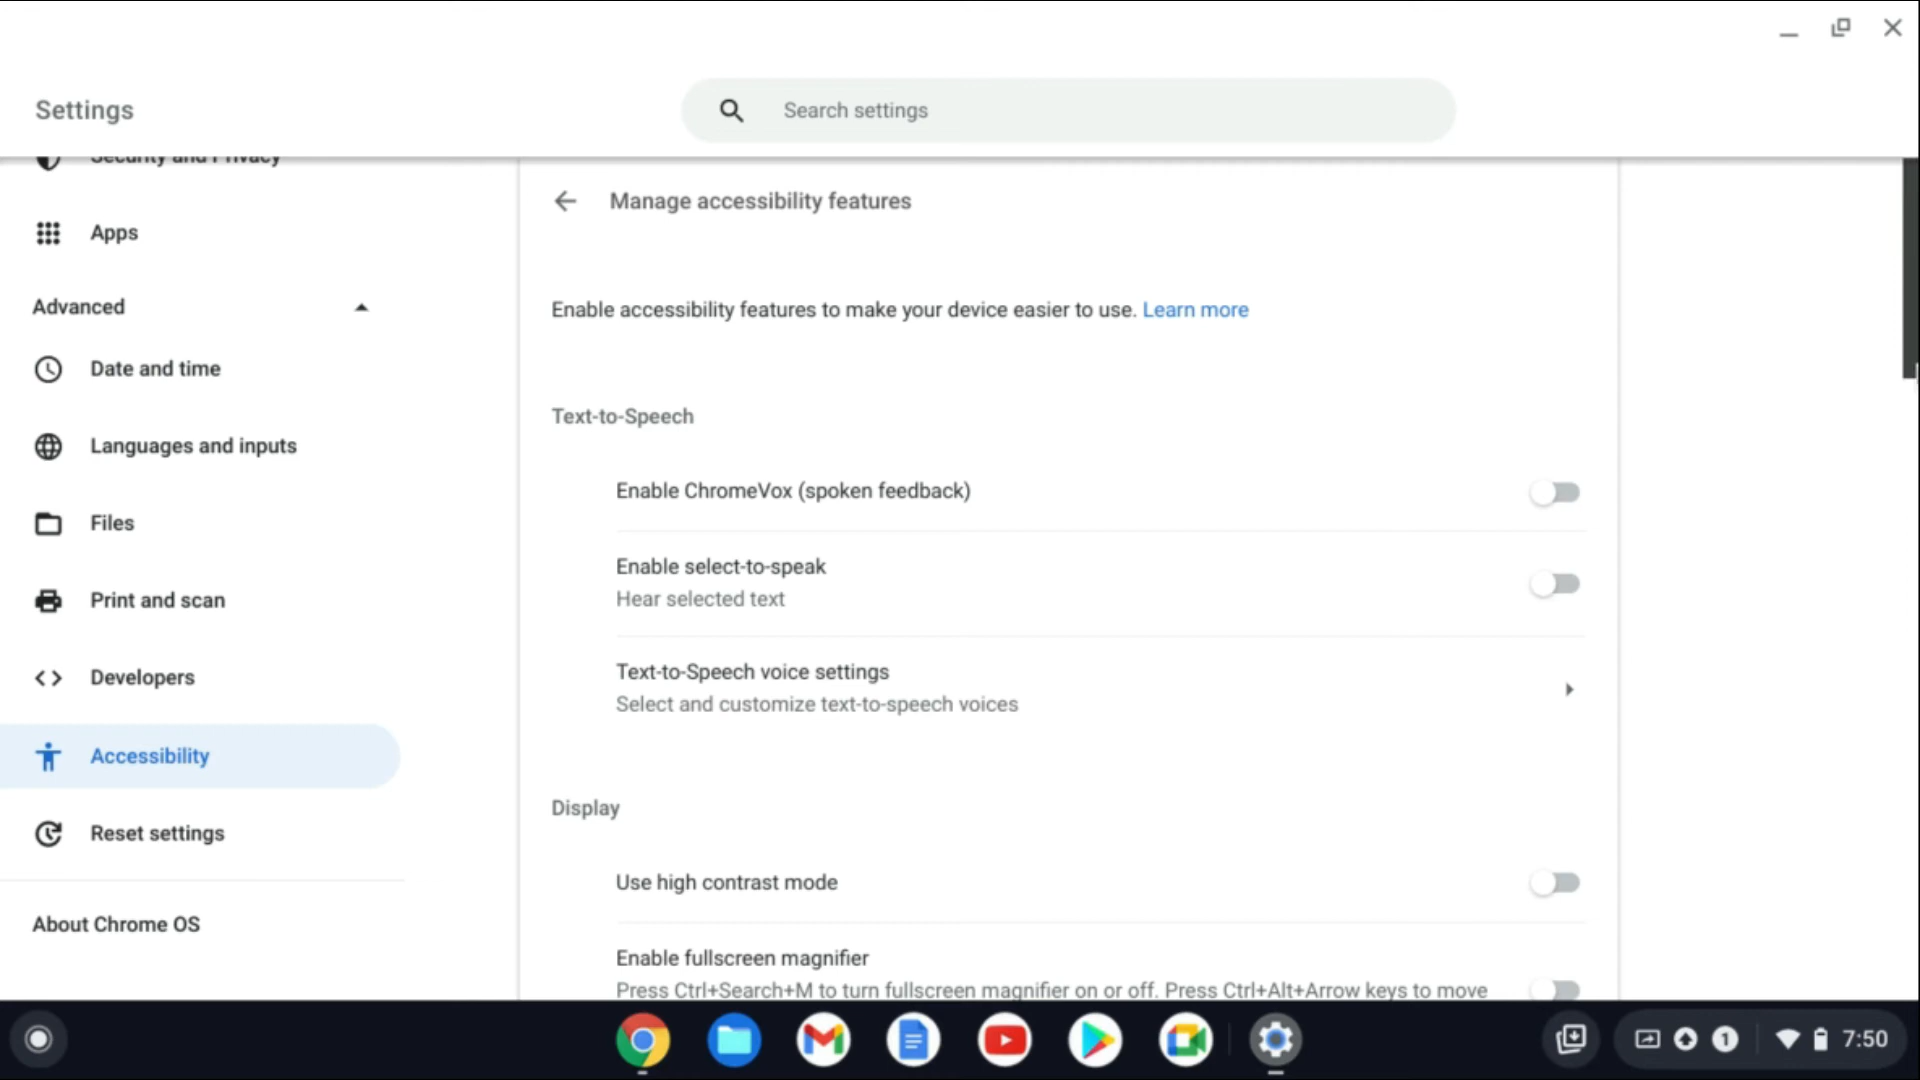 Settings
Search settings
Security and Privacy
Apps
Advanced
Date and time
Languages and inputs
Files
Print and scan
Developers
Accessibility
Reset settings
About Chrome OS
Manage accessibility features
Enable accessibility features to make your device easier to use. Learn more
Text-to-Speech
Enable ChromeVox (spoken feedback)
Enable select-to-speak
Hear selected text
Text-to-Speech voice settings
Select and customize text-to-speech voices
Display
Use high contrast mode
Enable fullscreen magnifier
Press Ctrl+Search+M to turn fullscreen magnifier on or off. Press Ctrl+Alt+Arrow keys to move
1
7:50